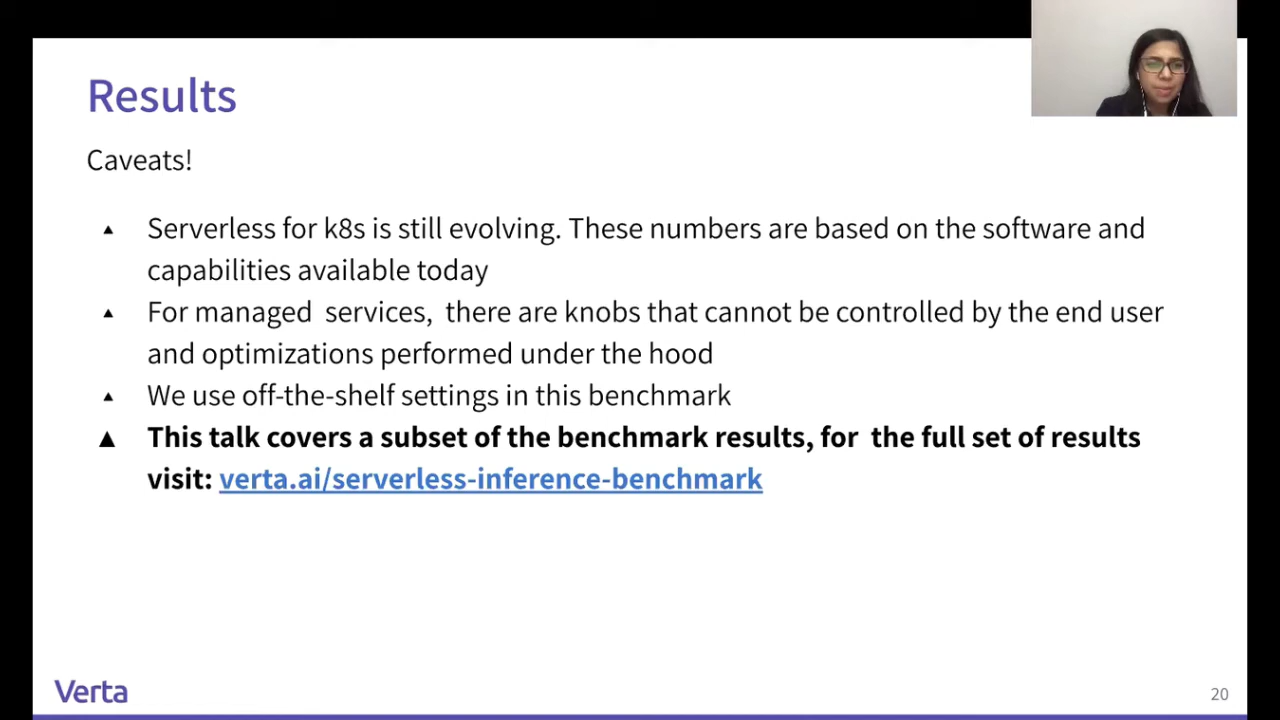 Results
Caveats!
Serverless for k8s is still evolving. These numbers are based on the software and
capabilities available today
For managed services, there are knobs that cannot be controlled by the end user
and optimizations performed under the hood
We use off-the-shelf settings in this benchmark
This talk covers a subset of the benchmark results, for the full set of results
visit: verta.ai/serverless-inference-benchmark
Verta
20